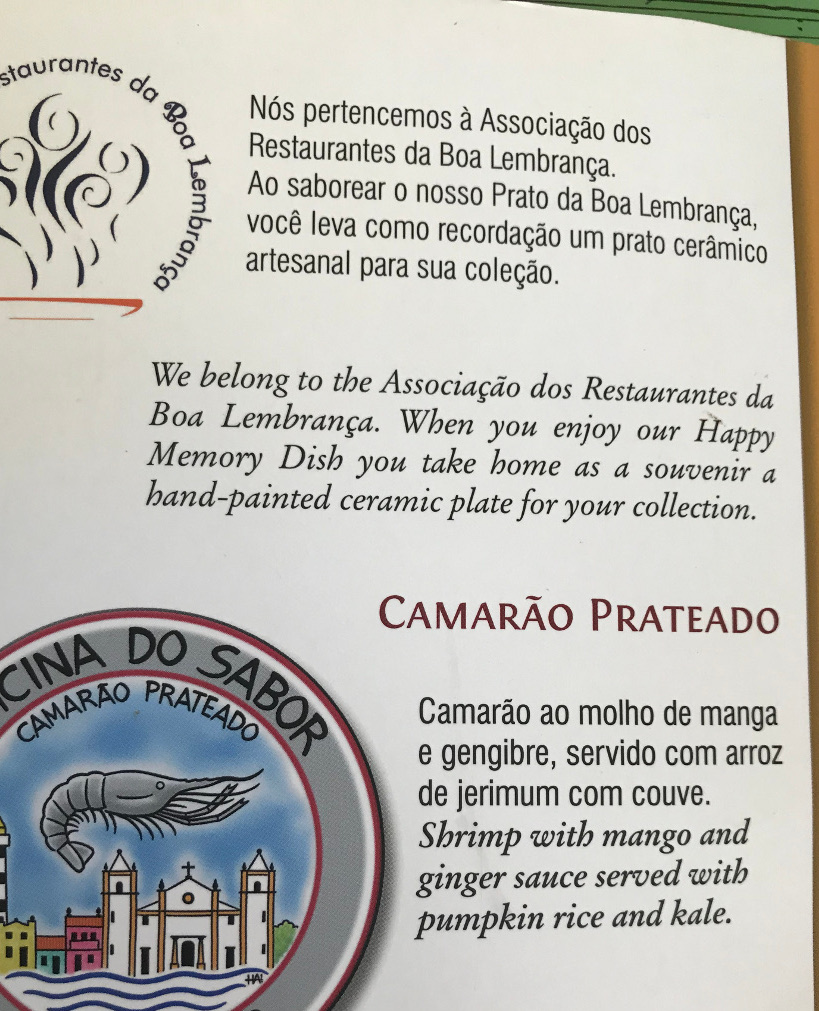 Restaurantes da Boa Lembrança
Nós pertencemos à Associação dos
Restaurantes da Boa Lembrança.
Ao saborear o nosso Prato da Boa Lembrança,
você leva como recordação um prato cerâmico
artesanal para sua coleção.
We belong to the Associação dos Restaurantes da
Boa Lembrança. When you enjoy our Happy
Memory Dish you take home as a souvenir a
hand-painted ceramic plate for your collection.
CAMARÃO PRATEADO
CINA DO SABOR
CAMARÃO PRATEADO
Camarão ao molho de manga
e gengibre, servido com arroz
de jerimum com couve.
Shrimp with mango and
ginger sauce served with
pumpkin rice and kale.
HAI